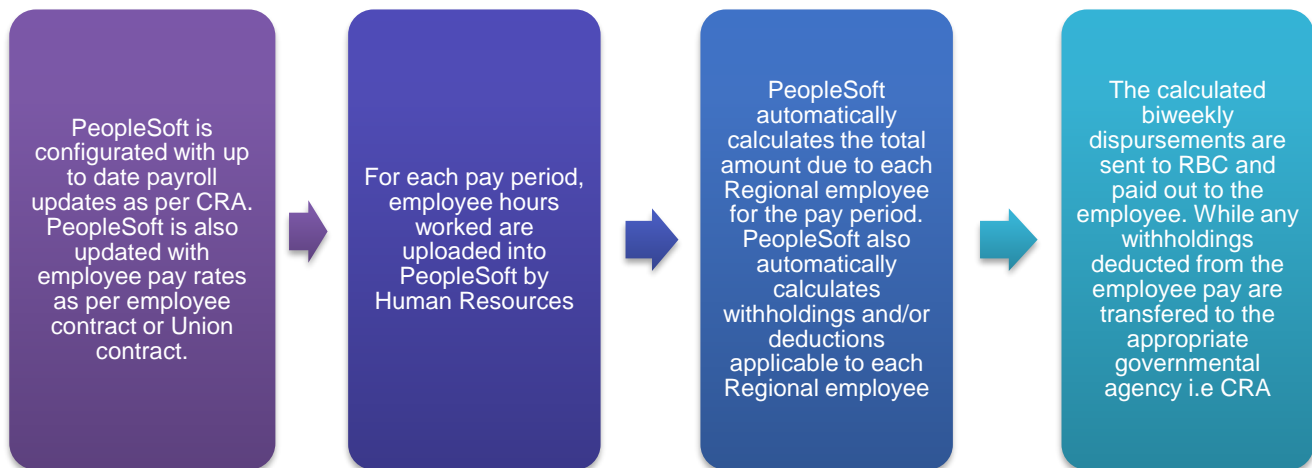 PeopleSoft is
configurated with up
to date payroll
updates as per CRA.
PeopleSoft is also
updated with
employee pay rates
as per employee
contract or Union
contract.
For each pay period,
employee hours
worked are
uploaded into
PeopleSoft by
Human Resources
PeopleSoft
automatically
calculates the total
amount due to each
Regional employee
for the pay period.
PeopleSoft also
automatically
calculates
withholdings and/or
deductions
applicable to each
Regional employee
The calculated
biweekly
dispursements are
sent to RBC and
paid out to the
employee. While any
withholdings
deducted from the
employee pay are
transfered to the
appropriate
governmental
agency i.e CRA